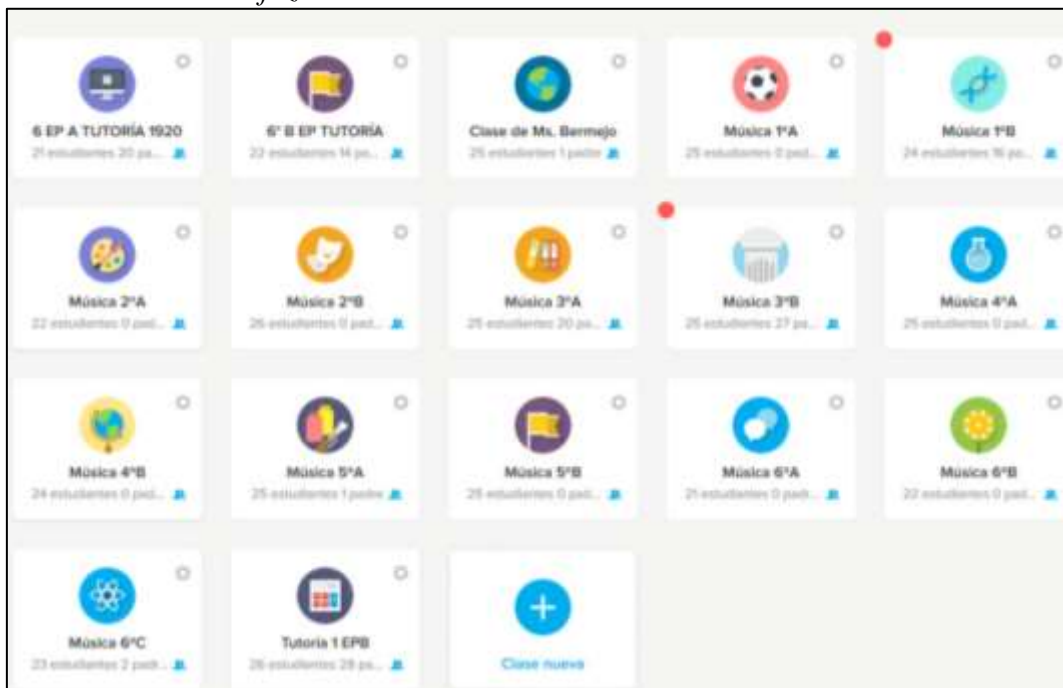 6 EP A TUTORÍA 1920
21 estudiantes 20 pa...
6º B EP TUTORÍA
22 estudiantes 14 pa...
Clase de Ms. Bermejo
25 estudiantes 1 padre
Música 1ºA
25 estudiantes 0 pad...
Música 1ºB
24 estudiantes 16 pa...
Música 2ºA
22 estudiantes 0 pad...
Música 2ºB
26 estudiantes 0 pad...
Música 3ºA
25 estudiantes 20 pa...
Música 3ºB
25 estudiantes 27 pa...
Música 4ºA
25 estudiantes 0 pad...
Música 4ºB
24 estudiantes 0 pad...
Música 5ºA
25 estudiantes 1 padre
Música 5ºB
25 estudiantes 0 pad...
Música 6ºA
21 estudiantes 0 padr...
Música 6ºB
22 estudiantes 0 pad...
Música 6ºC
23 estudiantes 2 padr...
Tutoría 1 EPB
26 estudiantes 28 pa...
Clase nueva